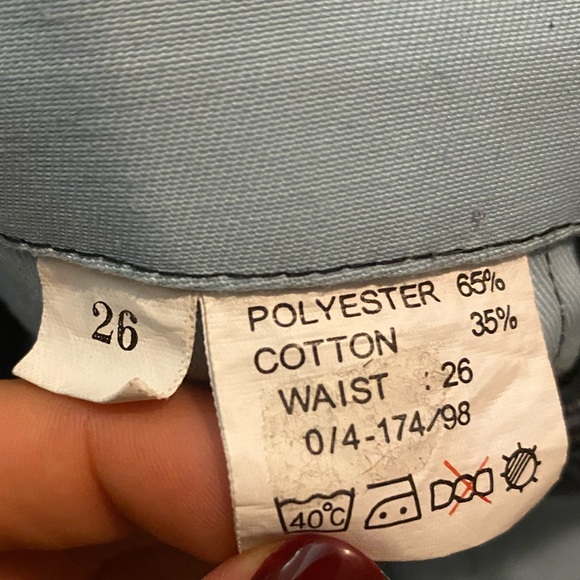 26
POLYESTER 65%
COTTON 35%
WAIST : 26
0/4-174/98
40°C